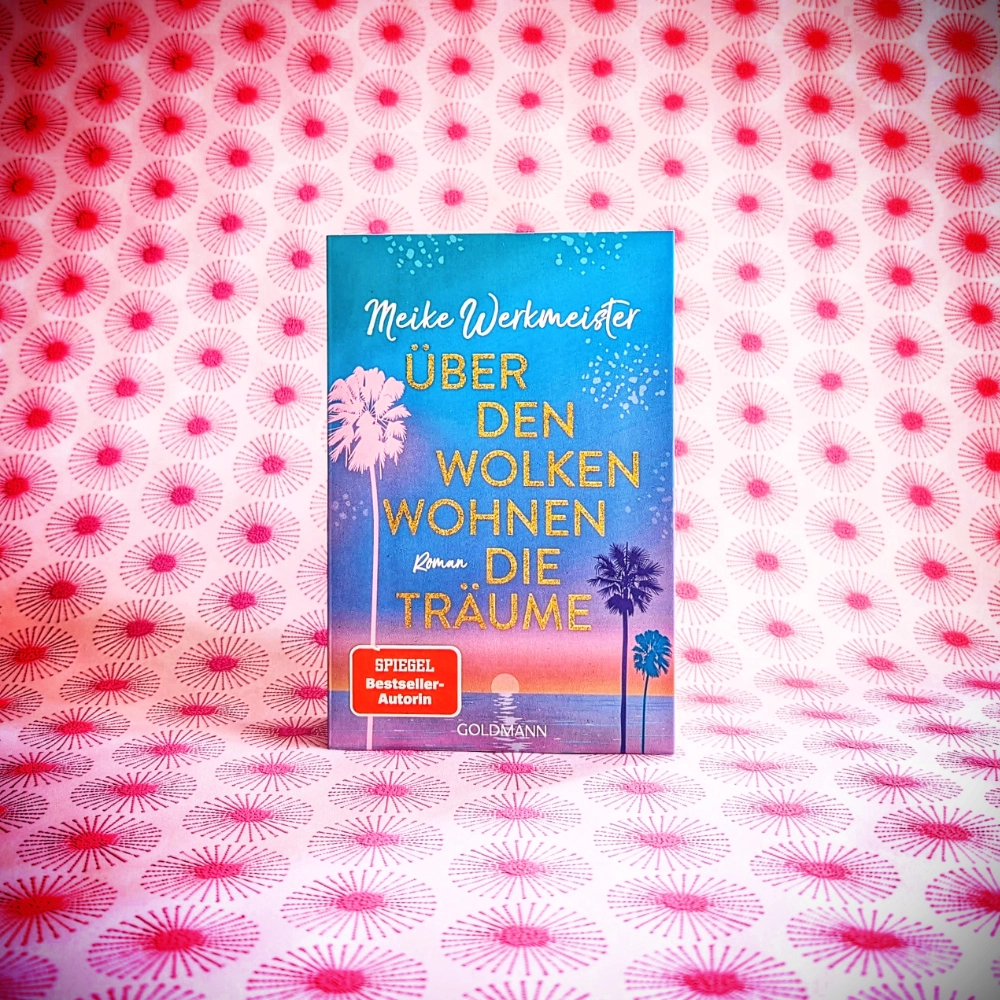 Meike Werkmeister
ÜBER
DEN
WOLKEN
WOHNEN
Roman
DIE
TRÄUME
SPIEGEL
Bestseller-
Autorin
GOLDMANN